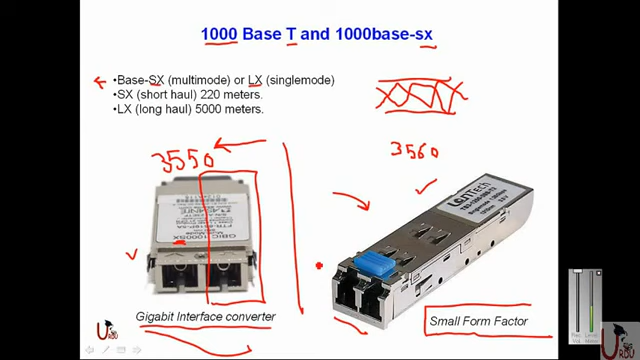 1000 Base T and 1000base-sx
•Base-SX (multimode) or LX (singlemode)
•SX (short haul) 220 meters.
•LX (long haul) 5000 meters.
3550
3560
Gigabit Interface converter
Small Form Factor